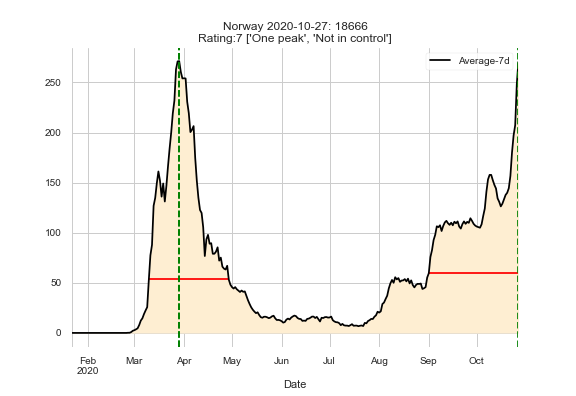 Norway 2020-10-27: 18666
Rating:7 ['One peak', 'Not in control']
Average-7d
250
200
150
100
50
0
Feb Mar Apr May Jun Jul Aug Sep Oct
2020
Date